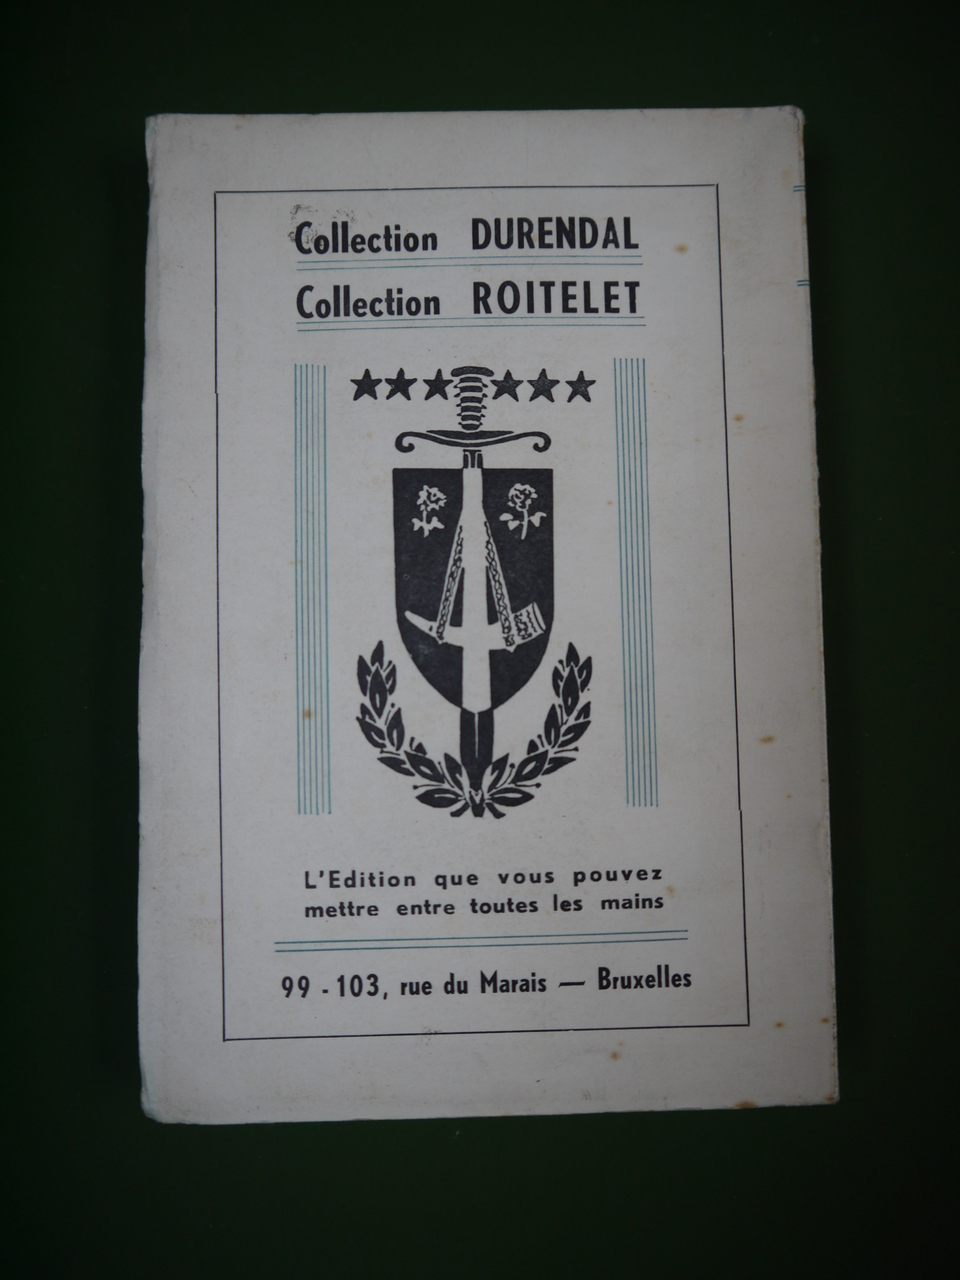 Collection DURENDAL
Collection ROITELET
L'Edition que vous pouvez
mettre entre toutes les mains
99 - 103, rue du Marais — Bruxelles